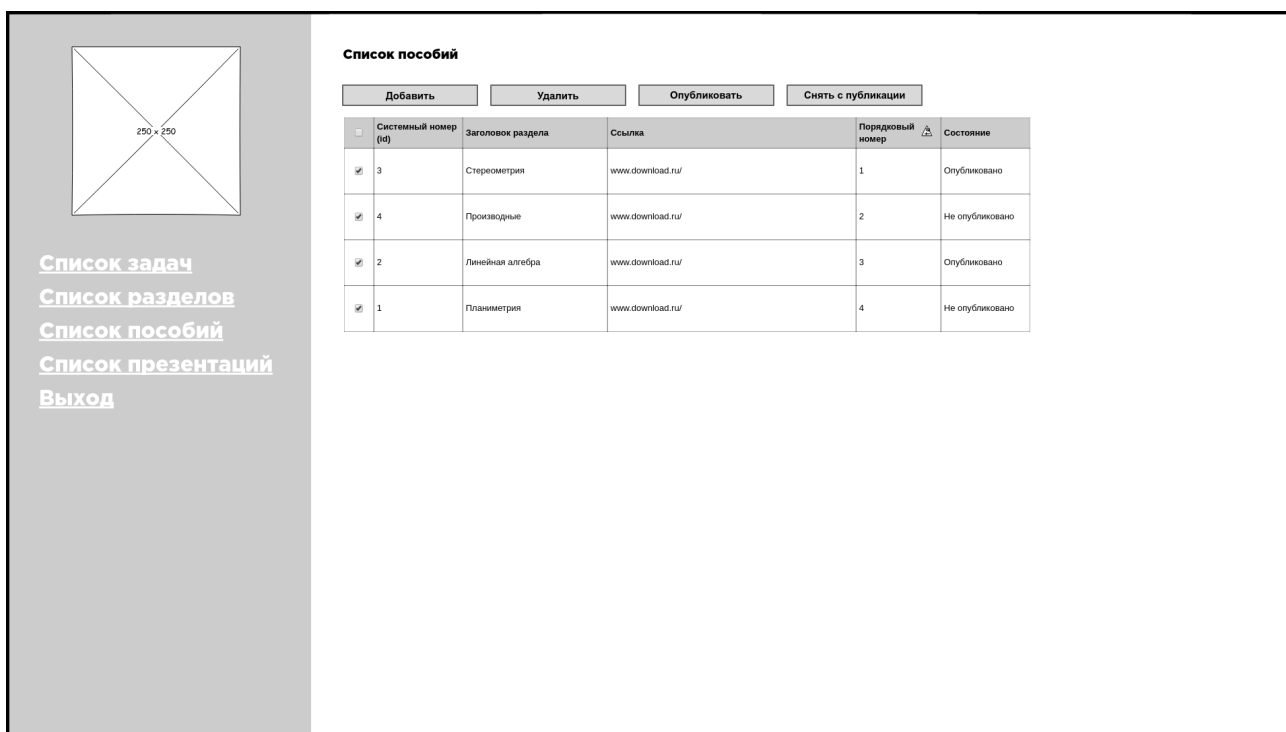 250 x 250
Список задач
Список разделов
Список пособий
Список презентаций
Выход
Список пособий
Добавить Удалить Опубликовать Снять с публикации
Системный номер (id) Заголовок раздела Ссылка Порядковый номер Состояние
3 Стереометрия www.download.ru/ 1 Опубликовано
4 Производные www.download.ru/ 2 Не опубликовано
2 Линейная алгебра www.download.ru/ 3 Опубликовано
1 Планиметрия www.download.ru/ 4 Не опубликовано